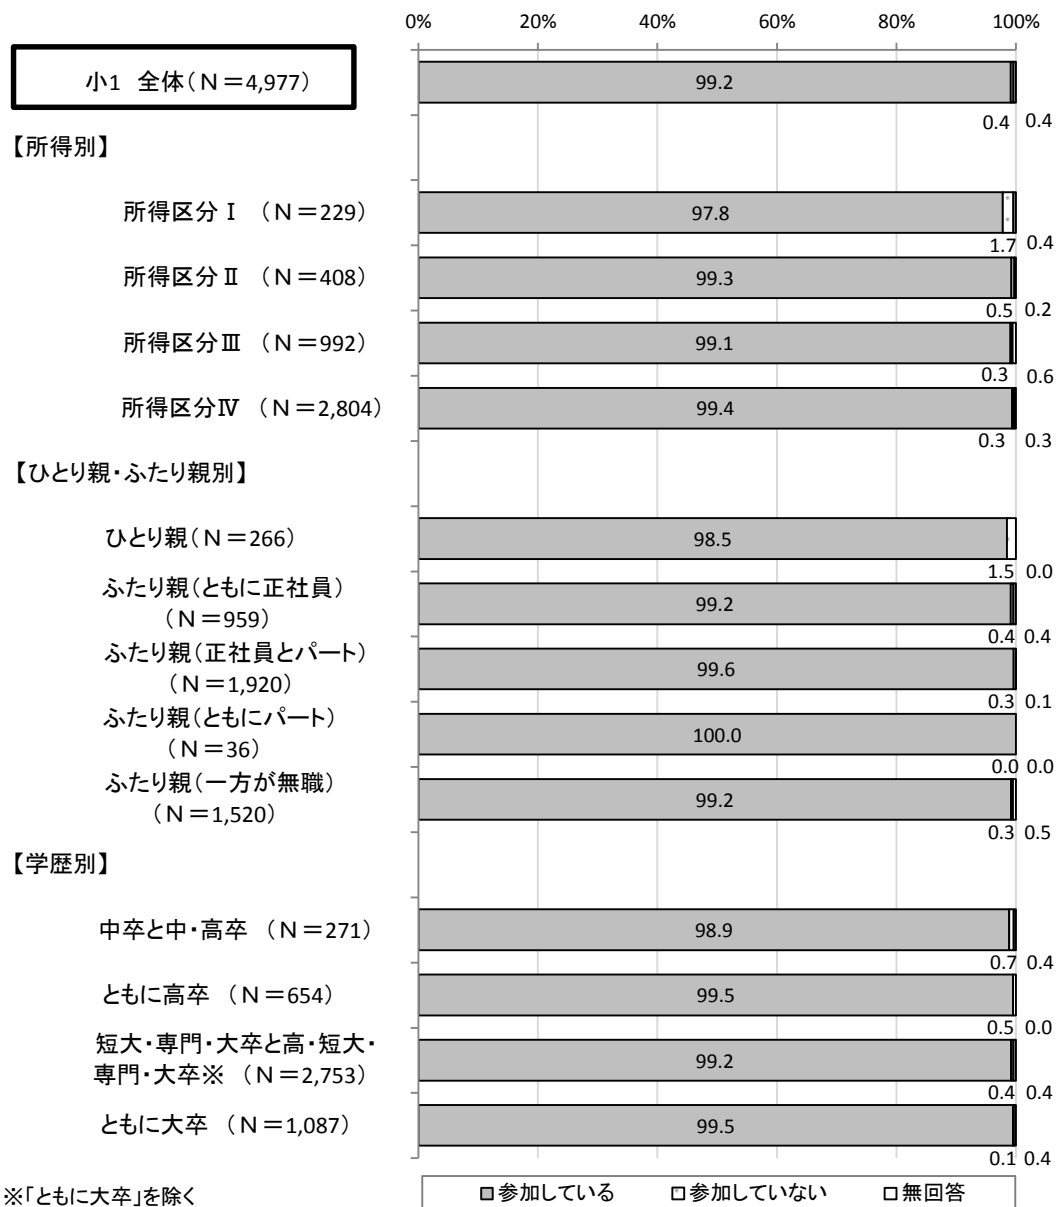 0% 20% 40% 60% 80% 100%
小1 全体(N=4,977)
99.2
0.4 0.4
【所得別】
所得区分Ⅰ (N=229)
97.8
1.7 0.4
所得区分Ⅱ (N=408)
99.3
0.5 0.2
所得区分Ⅲ (N=992)
99.1
0.3 0.6
所得区分Ⅳ (N=2,804)
99.4
0.3 0.3
【ひとり親・ふたり親別】
ひとり親(N=266)
98.5
1.5 0.0
ふたり親(ともに正社員)
(N=959)
99.2
0.4 0.4
ふたり親(正社員とパート)
(N=1,920)
99.6
0.3 0.1
ふたり親(ともにパート)
(N=36)
100.0
0.0 0.0
ふたり親(一方が無職)
(N=1,520)
99.2
0.3 0.5
【学歴別】
中卒と中・高卒 (N=271)
98.9
0.7 0.4
ともに高卒 (N=654)
99.5
0.5 0.0
短大・専門・大卒と高・短大・
専門・大卒※ (N=2,753)
99.2
0.4 0.4
ともに大卒 (N=1,087)
99.5
0.1 0.4
※「ともに大卒」を除く
参加している 参加していない 無回答